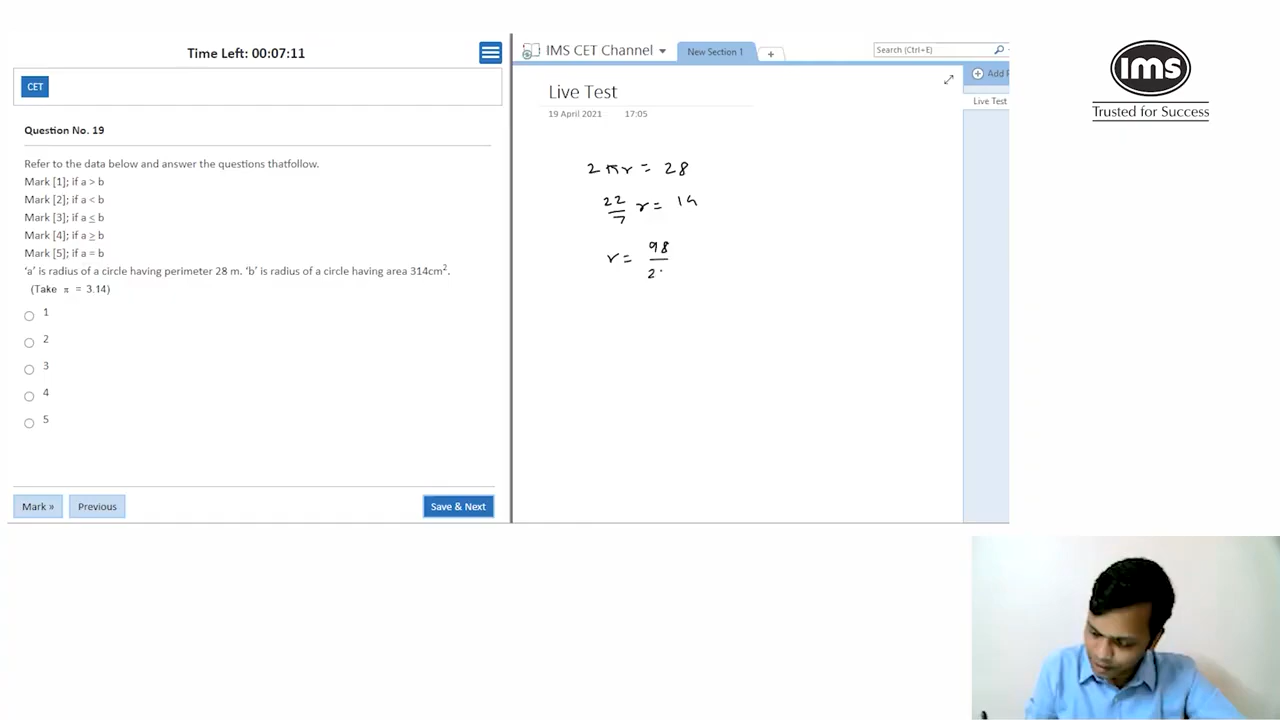 Time Left: 00:07:11
CET
Question No. 19
Refer to the data below and answer the questions thatfollow.
Mark [1]; if a > b
Mark [2]; if a < b
Mark [3]; if a ≤ b
Mark [4]; if a ≥ b
Mark [5]; if a = b
‘a’ is radius of a circle having perimeter 28 m. ‘b’ is radius of a circle having area 314cm².
(Take π = 3.14)
1
2
3
4
5
Mark »
Previous
Save & Next
IMS CET Channel
New Section 1
Search (Ctrl+E)
Add
Live Test
Live Test
19 April 2021 17:05
2πr = 28
22/7 r = 14
r = 98/2
ims
Trusted for Success